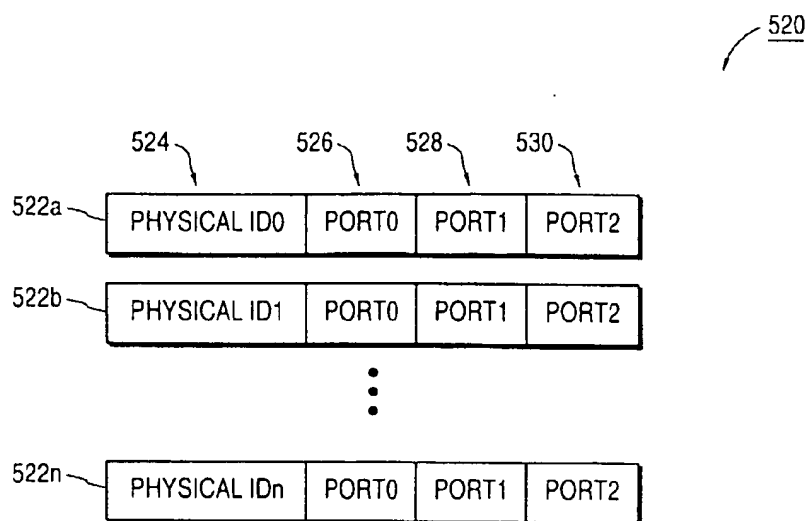 520
524 526 528 530
522a PHYSICAL ID0 PORT0 PORT1 PORT2
522b PHYSICAL ID1 PORT0 PORT1 PORT2
522n PHYSICAL IDn PORT0 PORT1 PORT2